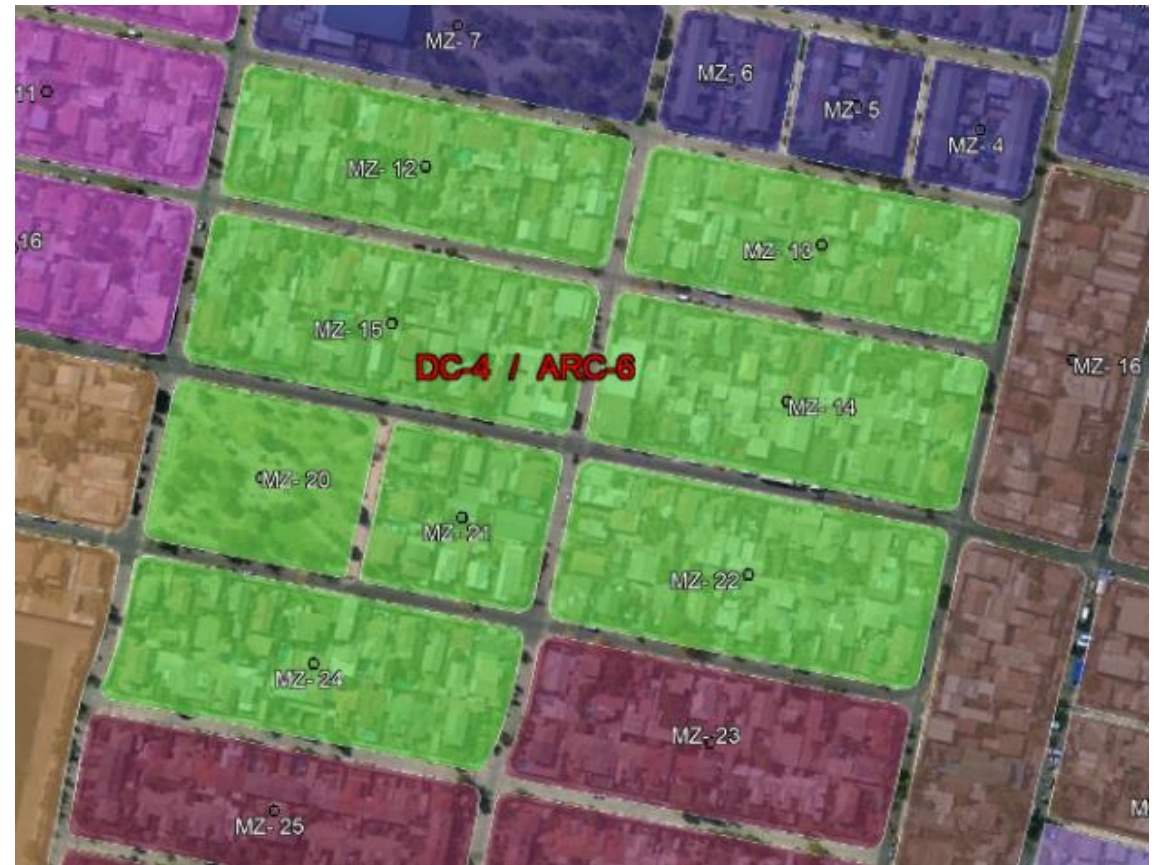 MZ- 7
MZ- 6
MZ- 5
MZ- 4
11
MZ- 12
MZ- 13
16
MZ- 15
DC-4 / ARC-6
MZ- 16
MZ- 14
MZ- 20
MZ- 21
MZ- 22
MZ- 24
MZ- 23
MZ- 25
M